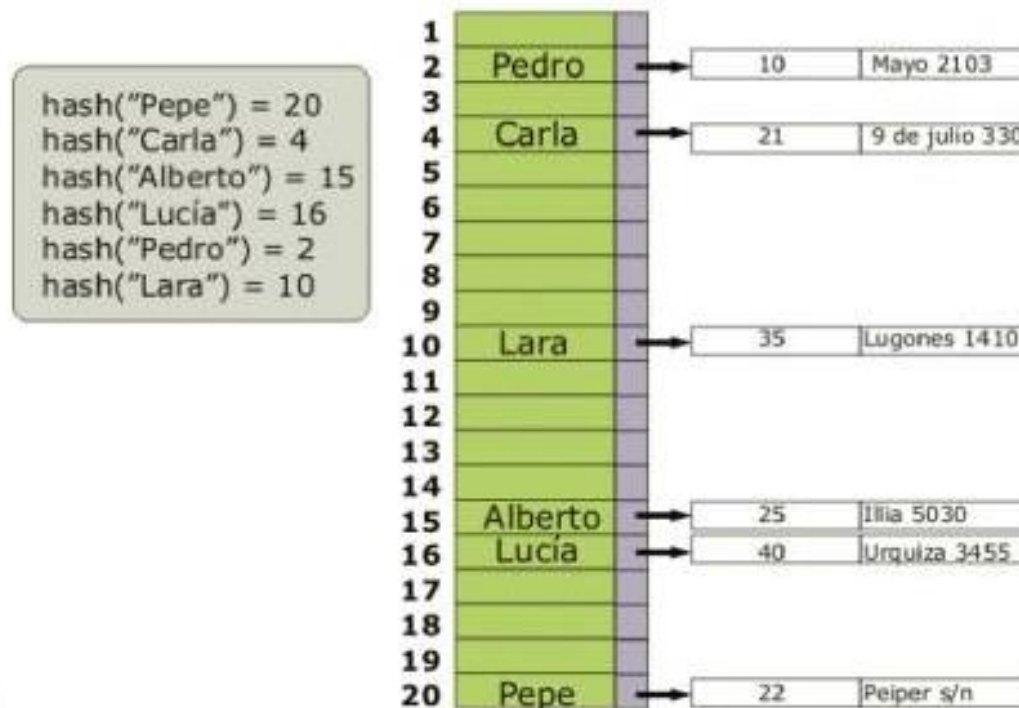 hash("Pepe") = 20
hash("Carla") = 4
hash("Alberto") = 15
hash("Lucía") = 16
hash("Pedro") = 2
hash("Lara") = 10
1
2 Pedro 10 Mayo 2103
3
4 Carla 21 9 de julio 330
5
6
7
8
9
10 Lara 35 Lugones 1410
11
12
13
14
15 Alberto 25 Illia 5030
16 Lucía 40 Urquiza 3455
17
18
19
20 Pepe 22 Peiper s/n